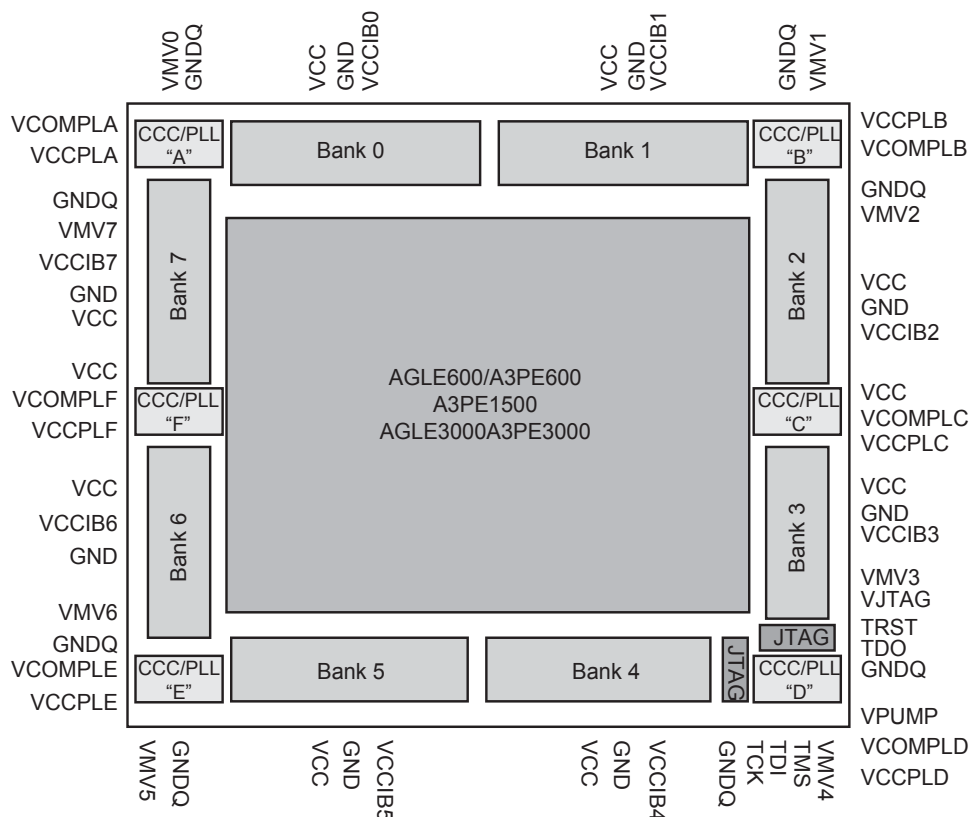 VMV0
GNDQ
VCC
GND
VCCIB0
VCC
GND
VCCIB1
GNDQ
VMV1
VCOMPLA
VCCPLA
GNDQ
VMV7
VCCIB7
GND
VCC
VCC
VCOMPLF
VCCPLF
VCC
VCCIB6
GND
VMV6
GNDQ
VCOMPLE
VCCPLE
CCC/PLL
“A”
Bank 0
Bank 1
CCC/PLL
“B”
Bank 7
Bank 2
CCC/PLL
“F”
AGLE600/A3PE600
A3PE1500
AGLE3000A3PE3000
CCC/PLL
“C”
Bank 6
Bank 3
JTAG
CCC/PLL
“E”
Bank 5
Bank 4
JTAG
CCC/PLL
“D”
VCCPLB
VCOMPLB
GNDQ
VMV2
VCC
GND
VCCIB2
VCC
VCOMPLC
VCCPLC
VCC
GND
VCCIB3
VMV3
VJTAG
TRST
TDO
GNDQ
VPUMP
VCOMPLD
VCCPLD
VMV5
GNDQ
VCC
GND
VCCIB5
VCC
GND
VCCIB4
GNDQ
TCK
TDI
TMS
VMV4